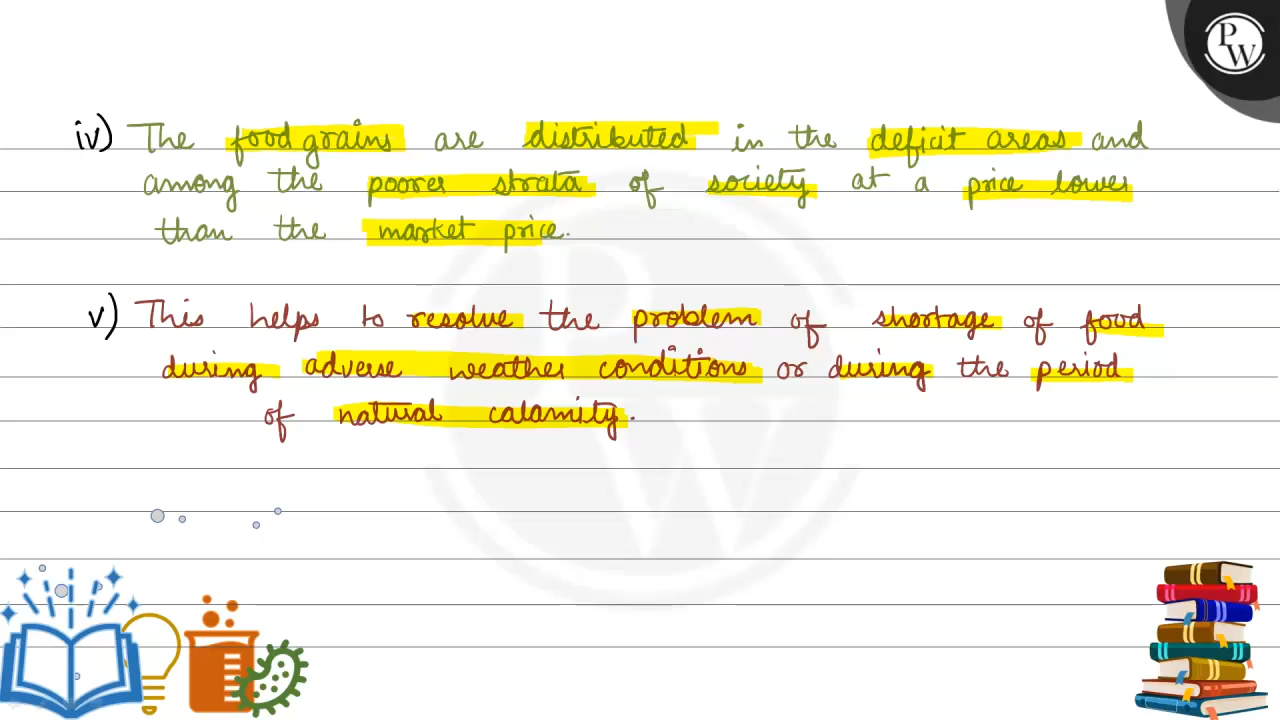 PW
iv) The food grains are distributed in the deficit areas and
among the poorer strata of society at a price lower
than the market price.
v) This helps to resolve the problem of shortage of food
during adverse weather conditions or during the period
of natural calamity.
PW